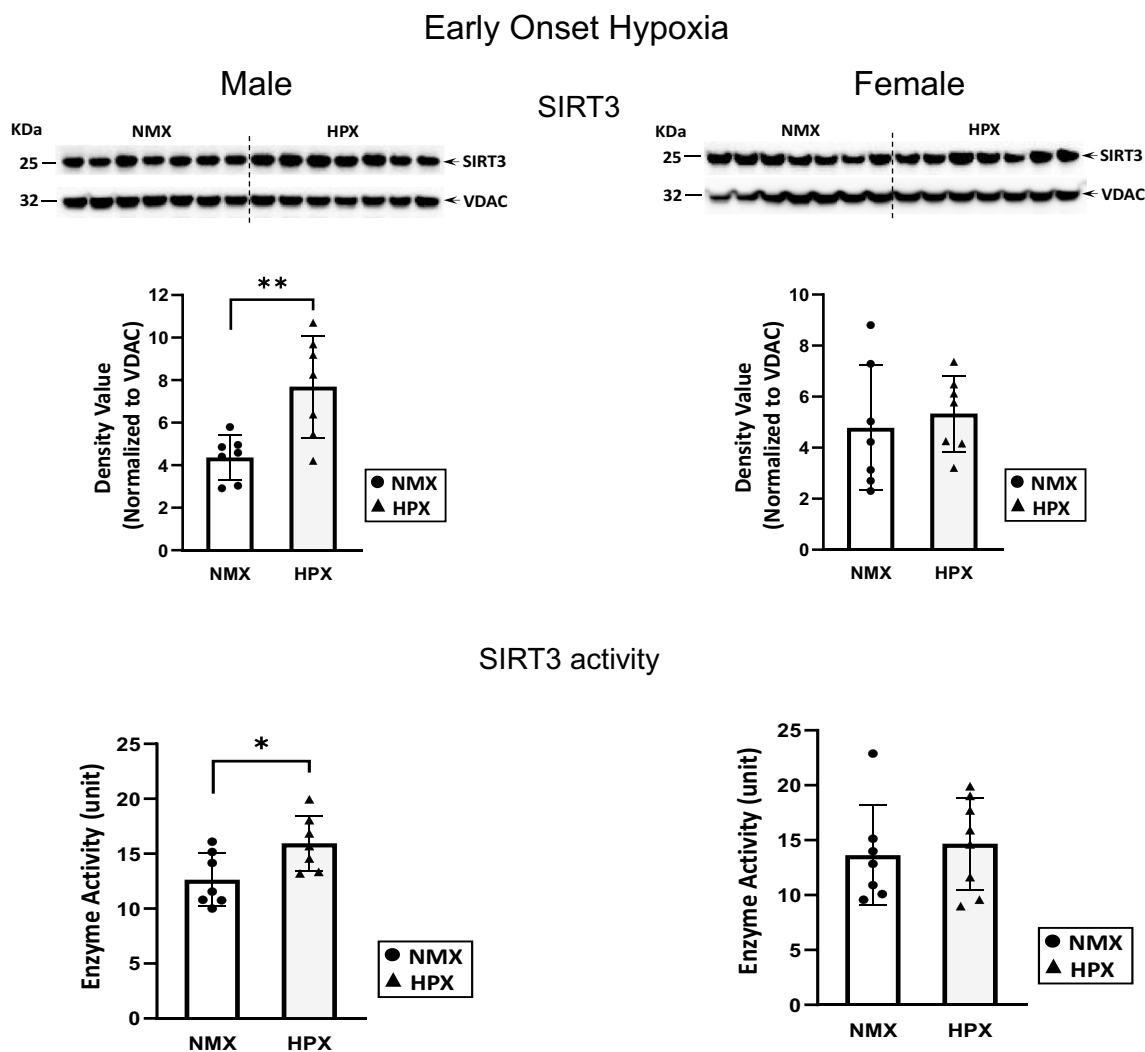 Early Onset Hypoxia
Male
Female
SIRT3
KDa
NMX
HPX
25
SIRT3
32
VDAC
KDa
NMX
HPX
25
SIRT3
32
VDAC
Density Value
(Normalized to VDAC)
12
10
8
6
4
2
0
**
NMX
HPX
NMX
HPX
Density Value
(Normalized to VDAC)
10
8
6
4
2
0
NMX
HPX
NMX
HPX
SIRT3 activity
Enzyme Activity (unit)
25
20
15
10
5
0
*
NMX
HPX
NMX
HPX
Enzyme Activity (unit)
25
20
15
10
5
0
NMX
HPX
NMX
HPX